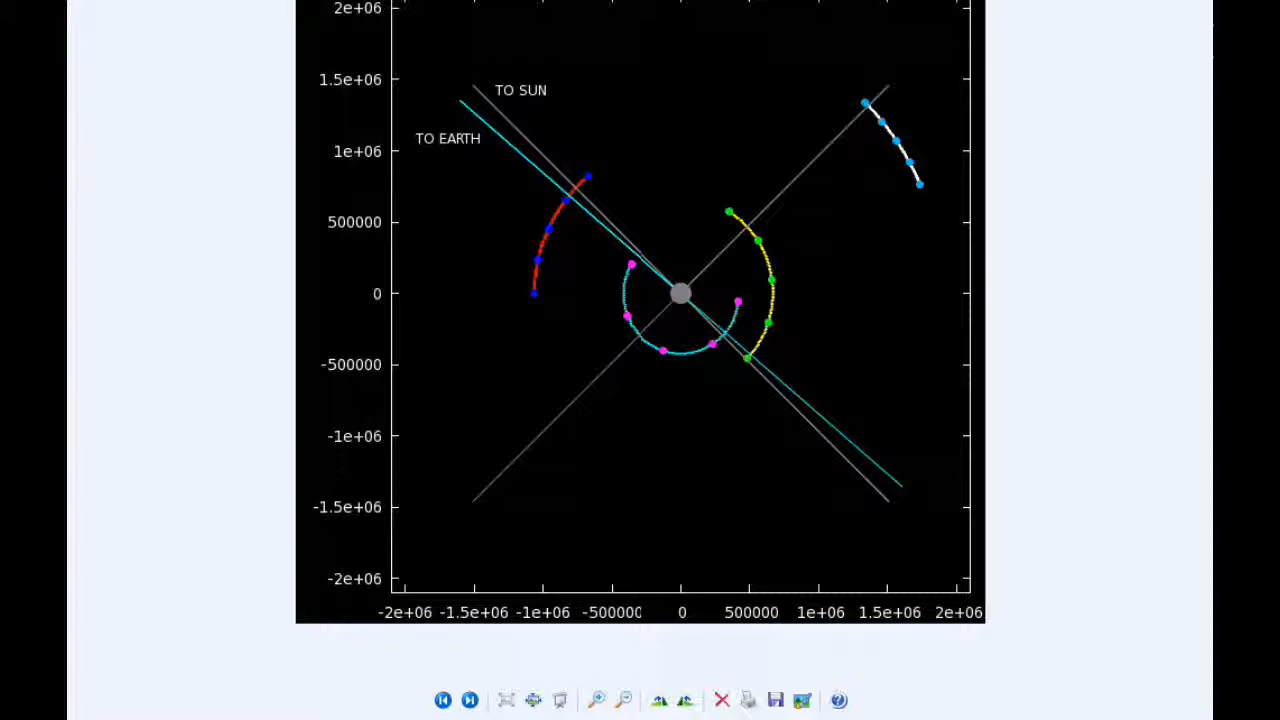 2e+06
1.5e+06
TO SUN
TO EARTH
1e+06
500000
0
-500000
-1e+06
-1.5e+06
-2e+06
-2e+06 -1.5e+06 -1e+06 -500000 0 500000 1e+06 1.5e+06 2e+06